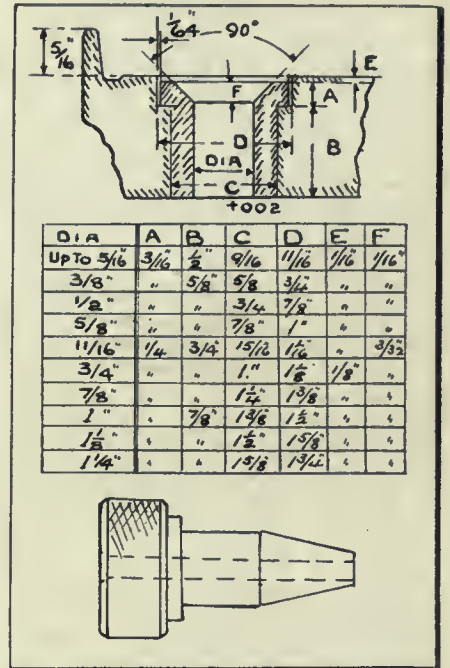 1/64" 90°
5/16"
E
F A
D B
DIA
C
+002
DIA A B C D E F
Up To 5/16" 3/16" 1/2" 9/16 11/16" 1/16" 1/16"
3/8" " 5/8" 5/8 3/4" " "
1/2" " " 3/4 7/8" " "
5/8" " " 7/8" 1" " "
11/16" 1/4 3/4" 15/16 1 1/16" " 3/32"
3/4" " " 1." 1 1/8" 1/8" "
7/8" " " 1 1/4" 1 3/8" " "
1" " 7/8" 1 3/8 1 1/2" " "
1 1/8" " " 1 1/2" 1 5/8" " "
1 1/4" " " 1 5/8 1 3/4" " "